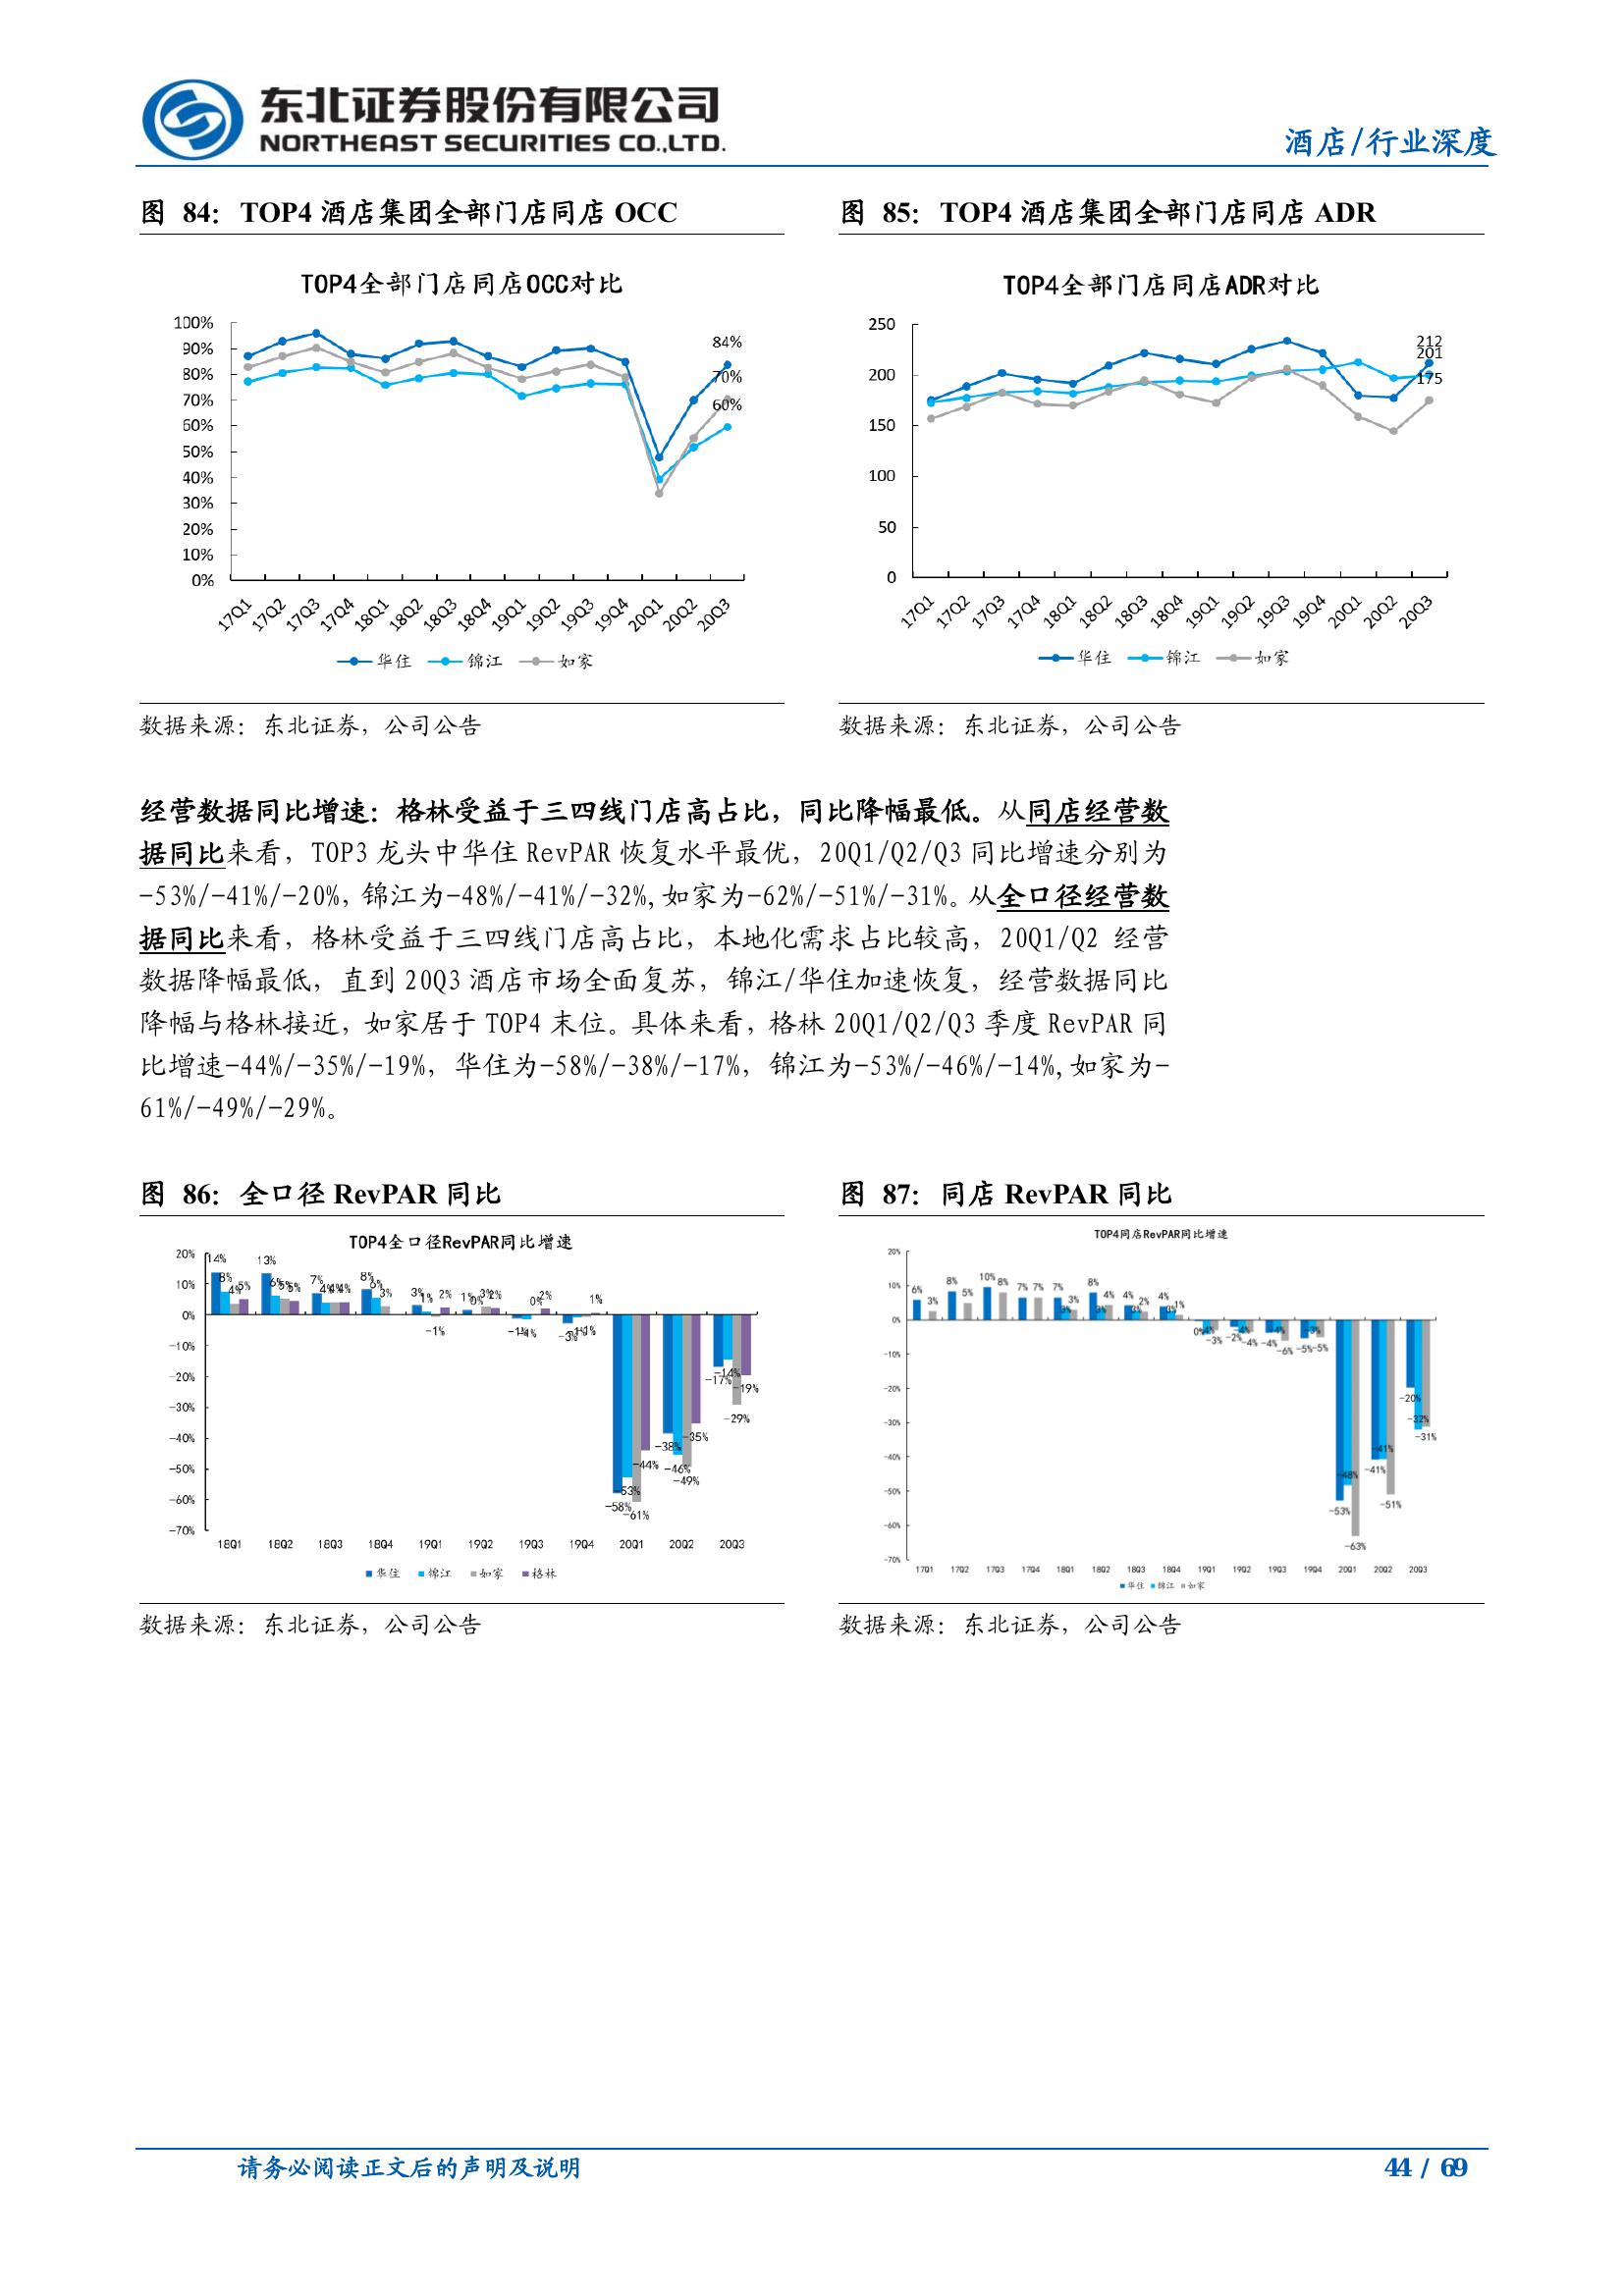 东北证券股份有限公司
NORTHEAST SECURITIES CO.,LTD.
酒店/行业深度
图 84：TOP4 酒店集团全部门店同店 OCC
TOP4全部门店同店OCC对比
100%
90%
80%
70%
60%
50%
40%
30%
20%
10%
0%
84%
70%
60%
17Q1 17Q2 17Q3 17Q4 18Q1 18Q2 18Q3 18Q4 19Q1 19Q2 19Q3 19Q4 20Q1 20Q2 20Q3
华住 锦江 如家
数据来源：东北证券，公司公告
图 85：TOP4 酒店集团全部门店同店 ADR
TOP4全部门店同店ADR对比
250
200
150
100
50
0
212
201
175
17Q1 17Q2 17Q3 17Q4 18Q1 18Q2 18Q3 18Q4 19Q1 19Q2 19Q3 19Q4 20Q1 20Q2 20Q3
华住 锦江 如家
数据来源：东北证券，公司公告
经营数据同比增速：格林受益于三四线门店高占比，同比降幅最低。从同店经营数
据同比来看，TOP3 龙头中华住 RevPAR 恢复水平最优，20Q1/Q2/Q3 同比增速分别为
-53%/-41%/-20%，锦江为-48%/-41%/-32%,如家为-62%/-51%/-31%。从全口径经营数
据同比来看，格林受益于三四线门店高占比，本地化需求占比较高，20Q1/Q2 经营
数据降幅最低，直到 20Q3 酒店市场全面复苏，锦江/华住加速恢复，经营数据同比
降幅与格林接近，如家居于 TOP4 末位。具体来看，格林 20Q1/Q2/Q3 季度 RevPAR 同
比增速-44%/-35%/-19%，华住为-58%/-38%/-17%，锦江为-53%/-46%/-14%,如家为-
61%/-49%/-29%。
图 86：全口径 RevPAR 同比
TOP4全口径RevPAR同比增速
20%
10%
0%
-10%
-20%
-30%
-40%
-50%
-60%
-70%
14% 8% 4% 5%
13% 6% 5% 5%
7% 4% 4% 4%
8% 6% 3%
3% 1% -1% 2%
1% 0% 3% 2%
-1% -1% 0% 2%
-3% -1% -1% 1%
-58% -53% -61% -44%
-38% -46% -49% -35%
-17% -14% -29% -19%
18Q1 18Q2 18Q3 18Q4 19Q1 19Q2 19Q3 19Q4 20Q1 20Q2 20Q3
华住 锦江 如家 格林
数据来源：东北证券，公司公告
图 87：同店 RevPAR 同比
TOP4同店RevPAR同比增速
20%
10%
0%
-10%
-20%
-30%
-40%
-50%
-60%
-70%
6% 3%
8% 5%
10% 8%
7% 7%
7% 3% 3%
8% 3% 4%
4% 3% 2%
4% 3% 1%
0% -4% -3%
-2% -4% -4%
-4% -4% -6%
-5% -3% -5%
-53% -48% -63%
-41% -41% -51%
-20% -32% -31%
17Q1 17Q2 17Q3 17Q4 18Q1 18Q2 18Q3 18Q4 19Q1 19Q2 19Q3 19Q4 20Q1 20Q2 20Q3
华住 锦江 如家
数据来源：东北证券，公司公告
请务必阅读正文后的声明及说明
44 / 69